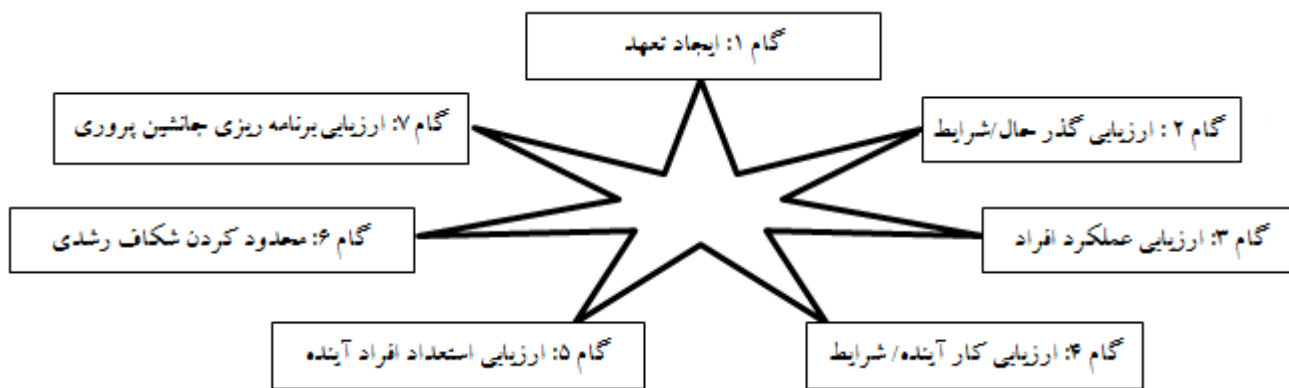 گام ۱: ایجاد تعهد
گام ۲ : ارزیابی گذر حال/شرایط
گام ۳: ارزیابی عملکرد افراد
گام ۴: ارزیابی کار آینده/ شرایط
گام ۵: ارزیابی استعداد افراد آینده
گام ۶: محدود کردن شکاف رشدی
گام ۷: ارزیابی برنامه ریزی جانشین پروری